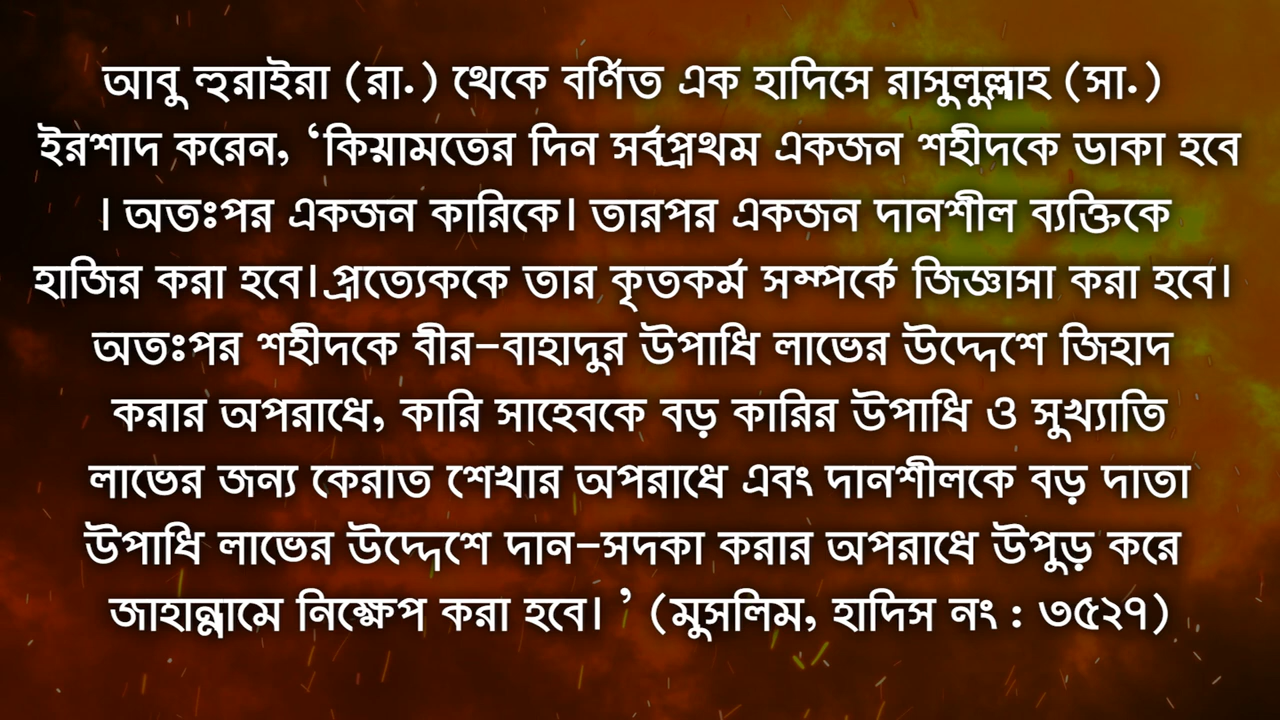 আবু হুরাইরা (রা.) থেকে বর্ণিত এক হাদিসে রাসুলুল্লাহ (সা.)
ইরশাদ করেন, ‘কিয়ামতের দিন সর্বপ্রথম একজন শহীদকে ডাকা হবে
। অতঃপর একজন কারিকে। তারপর একজন দানশীল ব্যক্তিকে
হাজির করা হবে। প্রত্যেককে তার কৃতকর্ম সম্পর্কে জিজ্ঞাসা করা হবে।
অতঃপর শহীদকে বীর-বাহাদুর উপাধি লাভের উদ্দেশে জিহাদ
করার অপরাধে, কারি সাহেবকে বড় কারির উপাধি ও সুখ্যাতি
লাভের জন্য কেরাত শেখার অপরাধে এবং দানশীলকে বড় দাতা
উপাধি লাভের উদ্দেশে দান-সদকা করার অপরাধে উপুড় করে
জাহান্নামে নিক্ষেপ করা হবে। ’ (মুসলিম, হাদিস নং : ৩৫২৭)